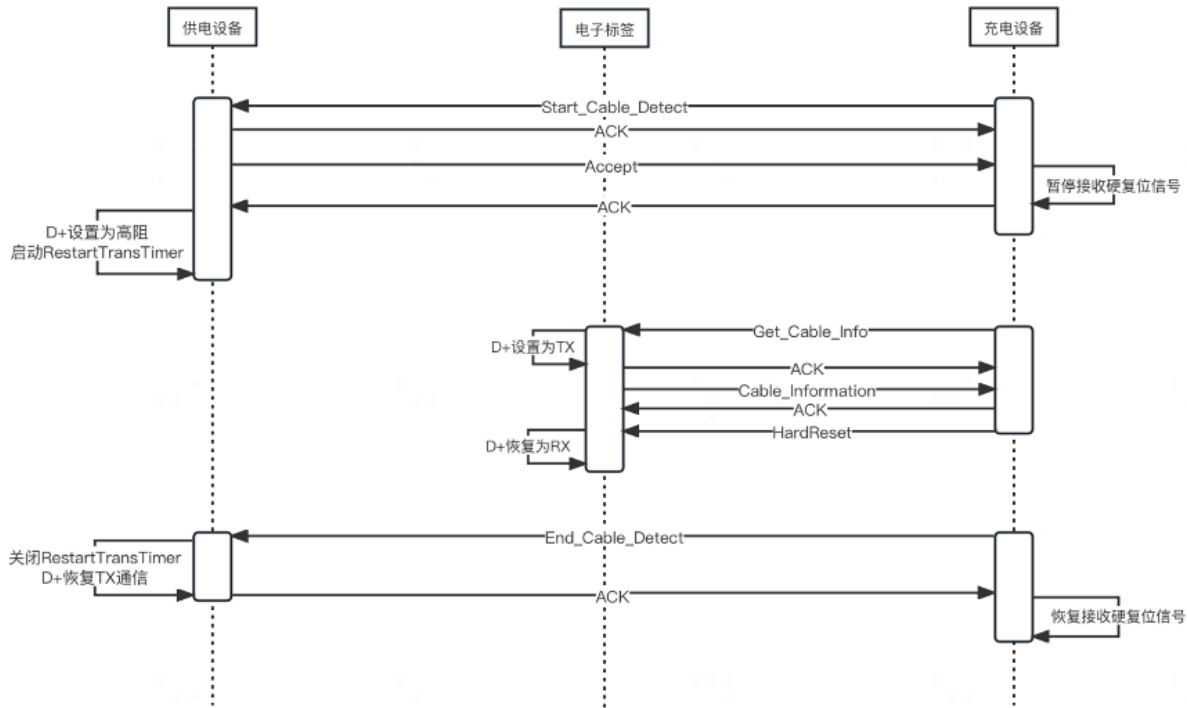 供电设备
电子标签
充电设备
Start_Cable_Detect
ACK
Accept
暂停接收硬复位信号
ACK
D+设置为高阻
启动RestartTransTimer
Get_Cable_Info
D+设置为TX
ACK
Cable_Information
ACK
HardReset
D+恢复为RX
End_Cable_Detect
关闭RestartTransTimer
D+恢复TX通信
ACK
恢复接收硬复位信号